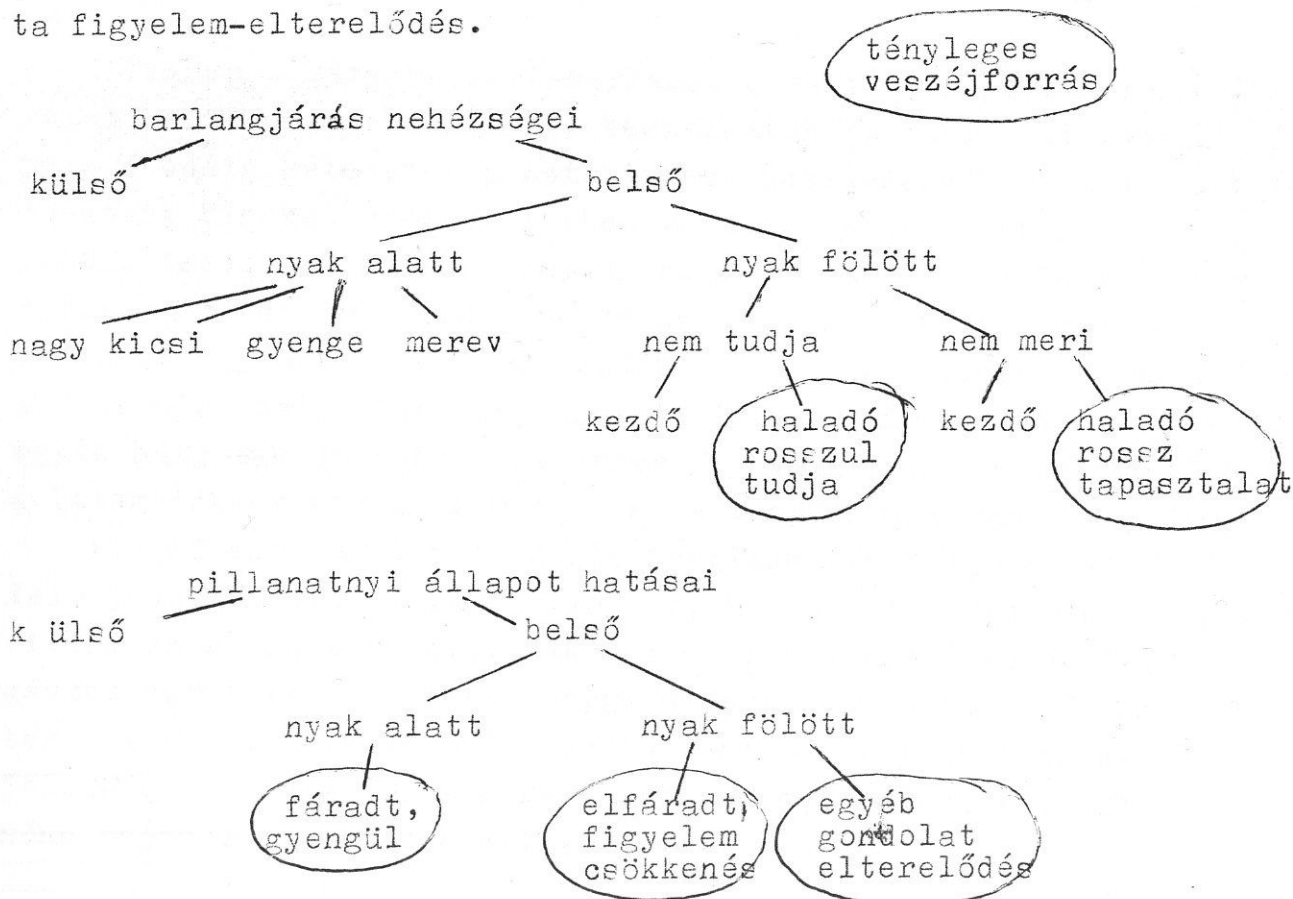 ta figyelem-elterelődés.
tényleges
veszéjforrás
barlangjárás nehézségei
külső belső
nyak alatt nyak fölött
nagy kicsi gyenge merev nem tudja nem meri
kezdő haladó kezdő haladó
rosszul rossz
tudja tapasztalat
pillanatnyi állapot hatásai
k ülső belső
nyak alatt nyak fölött
fáradt, elfáradt, egyéb
gyengül figyelem gondolat
csökkenés elterelődés